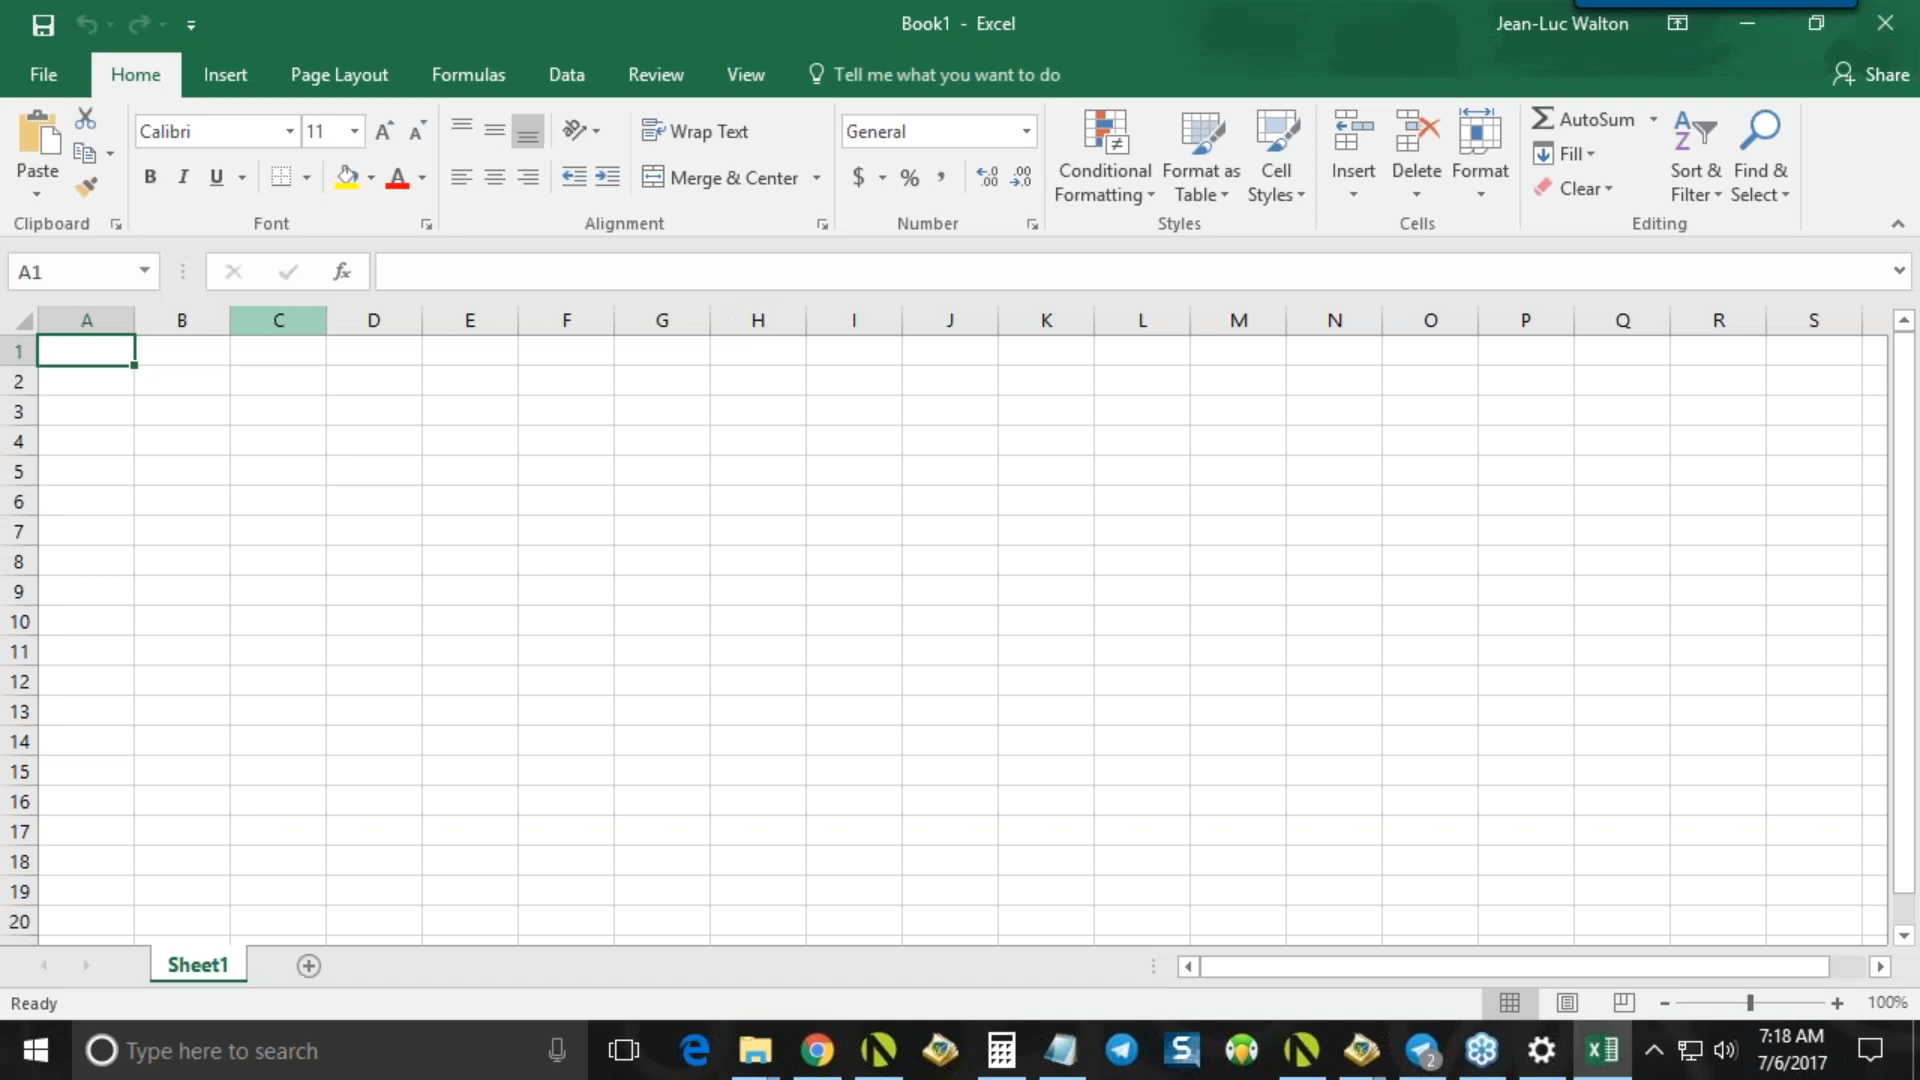 Book1 - Excel
Jean-Luc Walton
File Home Insert Page Layout Formulas Data Review View Tell me what you want to do Share
Calibri 11 A A Wrap Text General AutoSum A Z
Paste Conditional Format as Cell Insert Delete Format Fill Sort & Find &
B I U A Merge & Center $ % , .00 .0 Formatting Table Styles Clear Filter Select
Clipboard Font Alignment Number Styles Cells Editing
A1 fx
A B C D E F G H I J K L M N O P Q R S
1
2
3
4
5
6
7
8
9
10
11
12
13
14
15
16
17
18
19
20
Sheet1
Ready 100%
Type here to search 7:18 AM
7/6/2017
2